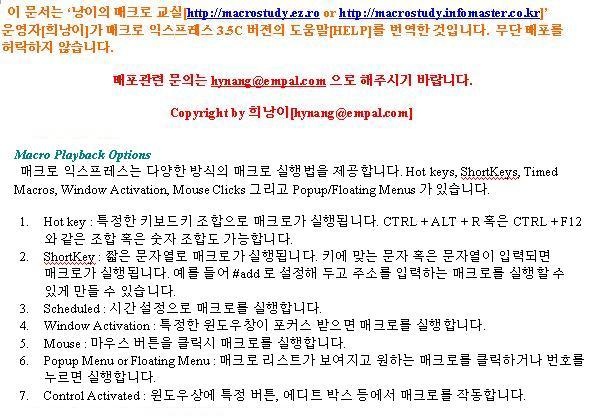 이 문서는 ‘낭이의 매크로 교실[http://macrostudy.ez.ro or http://macrostudy.infomaster.co.kr]’
운영자[희낭이]가 매크로 익스프레스 3.5C 버젼의 도움말[HELP]를 번역한 것입니다. 무단 배포를
허락하지 않습니다.
배포관련 문의는 hynang@empal.com 으로 해주시기 바랍니다.
Copyright by 희낭이[hynang@empal.com]
Macro Playback Options
매크로 익스프레스는 다양한 방식의 매크로 실행법을 제공합니다. Hot keys, ShortKeys, Timed
Macros, Window Activation, Mouse Clicks 그리고 Popup/Floating Menus 가 있습니다.
1. Hot key : 특정한 키보드키 조합으로 매크로가 실행됩니다. CTRL + ALT + R 혹은 CTRL + F12
와 같은 조합 혹은 숫자 조합도 가능합니다.
2. ShortKey : 짧은 문자열로 매크로가 실행됩니다. 키에 맞는 문자 혹은 문자열이 입력되면
매크로가 실행됩니다. 예를 들어 #add 로 설정해 두고 주소를 입력하는 매크로를 실행할 수
있게 만들 수 있습니다.
3. Scheduled : 시간 설정으로 매크로를 실행합니다.
4. Window Activation : 특정한 윈도우창이 포커스 받으면 매크로를 실행합니다.
5. Mouse : 마우스 버튼을 클릭시 매크로를 실행합니다.
6. Popup Menu or Floating Menu : 매크로 리스트가 보여지고 원하는 매크로를 클릭하거나 번호를
누르면 실행합니다.
7. Control Activated : 윈도우상에 특정 버튼, 에디트 박스 등에서 매크로를 작동합니다.